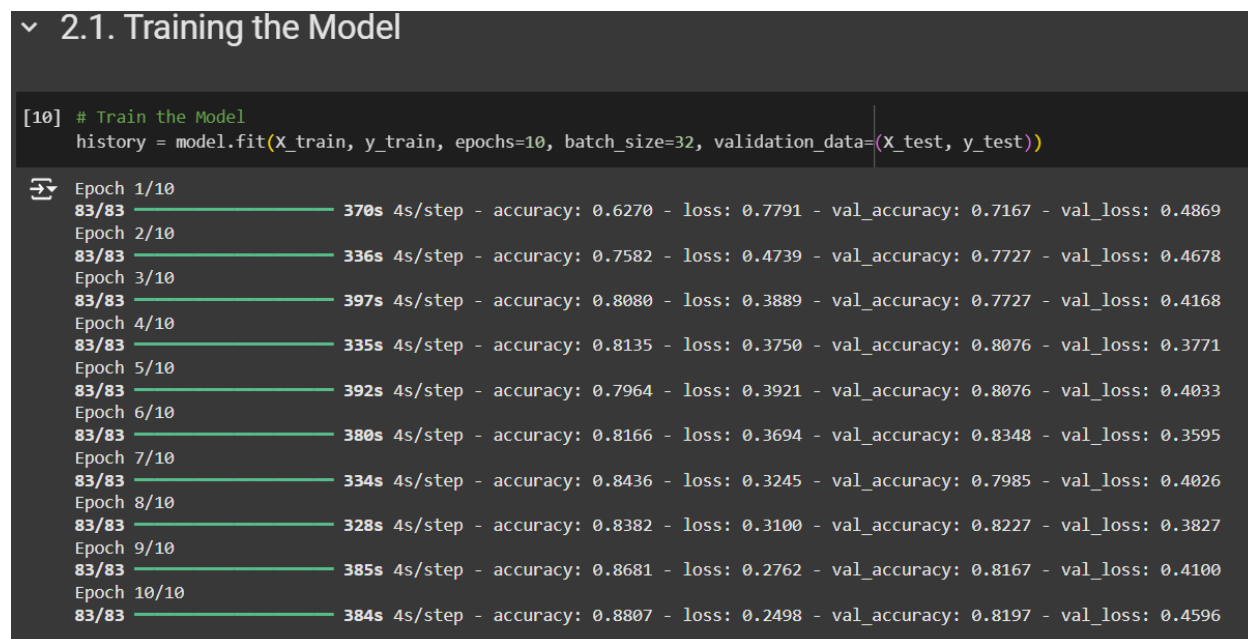 2.1. Training the Model
[10] # Train the Model
history = model.fit(X_train, y_train, epochs=10, batch_size=32, validation_data=(X_test, y_test))
Epoch 1/10
83/83 370s 4s/step - accuracy: 0.6270 - loss: 0.7791 - val_accuracy: 0.7167 - val_loss: 0.4869
Epoch 2/10
83/83 336s 4s/step - accuracy: 0.7582 - loss: 0.4739 - val_accuracy: 0.7727 - val_loss: 0.4678
Epoch 3/10
83/83 397s 4s/step - accuracy: 0.8080 - loss: 0.3889 - val_accuracy: 0.7727 - val_loss: 0.4168
Epoch 4/10
83/83 335s 4s/step - accuracy: 0.8135 - loss: 0.3750 - val_accuracy: 0.8076 - val_loss: 0.3771
Epoch 5/10
83/83 392s 4s/step - accuracy: 0.7964 - loss: 0.3921 - val_accuracy: 0.8076 - val_loss: 0.4033
Epoch 6/10
83/83 380s 4s/step - accuracy: 0.8166 - loss: 0.3694 - val_accuracy: 0.8348 - val_loss: 0.3595
Epoch 7/10
83/83 334s 4s/step - accuracy: 0.8436 - loss: 0.3245 - val_accuracy: 0.7985 - val_loss: 0.4026
Epoch 8/10
83/83 328s 4s/step - accuracy: 0.8382 - loss: 0.3100 - val_accuracy: 0.8227 - val_loss: 0.3827
Epoch 9/10
83/83 385s 4s/step - accuracy: 0.8681 - loss: 0.2762 - val_accuracy: 0.8167 - val_loss: 0.4100
Epoch 10/10
83/83 384s 4s/step - accuracy: 0.8807 - loss: 0.2498 - val_accuracy: 0.8197 - val_loss: 0.4596